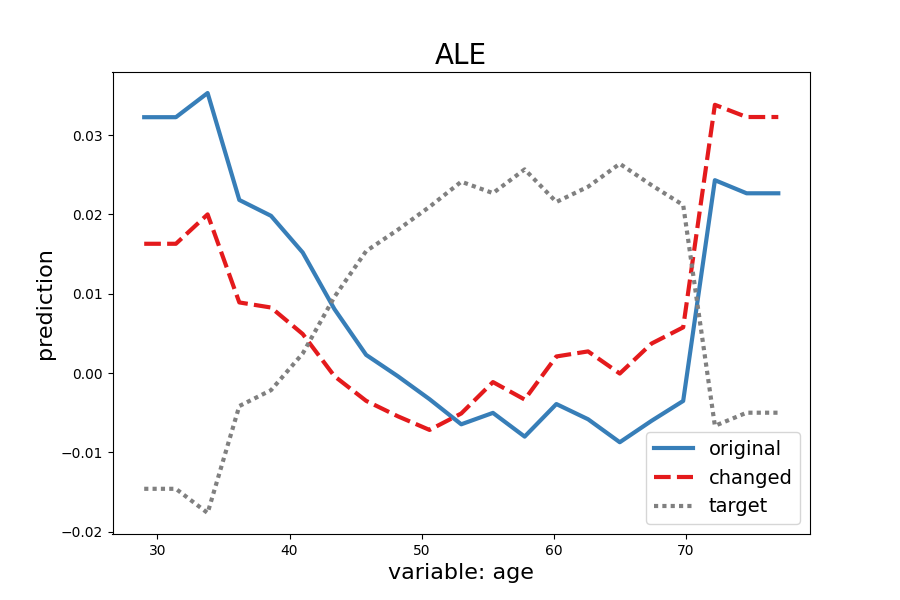 ALE
prediction
0.03
0.02
0.01
0.00
−0.01
−0.02
30 40 50 60 70
variable: age
original
changed
target